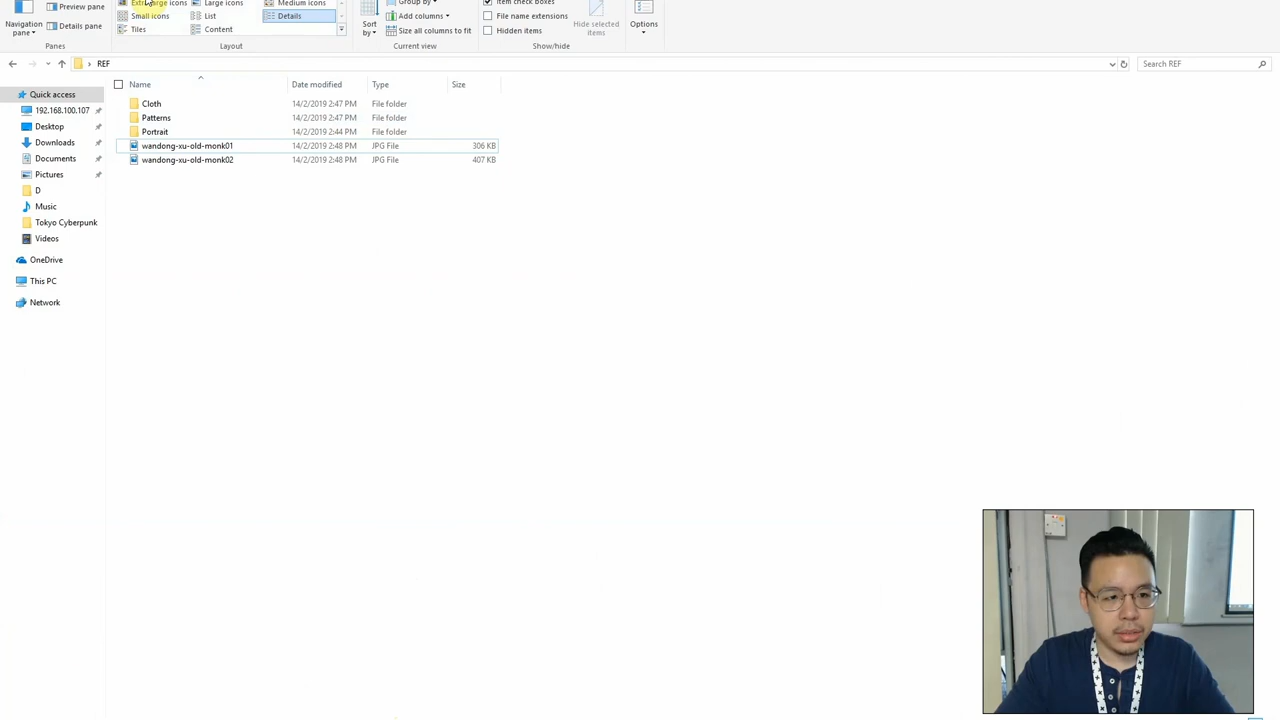 Preview pane
Extra large icons
Large icons
Medium icons
Group by
Item check boxes
Navigation pane
Details pane
Small icons
List
Details
Sort by
Add columns
File name extensions
Hide selected items
Options
Tiles
Content
Size all columns to fit
Hidden items
Panes
Layout
Current view
Show/hide
REF
Search REF
Name
Date modified
Type
Size
Quick access
192.168.100.107
Desktop
Downloads
Documents
Pictures
D
Music
Tokyo Cyberpunk
Videos
OneDrive
This PC
Network
Cloth 14/2/2019 2:47 PM File folder
Patterns 14/2/2019 2:47 PM File folder
Portrait 14/2/2019 2:44 PM File folder
wandong-xu-old-monk01 14/2/2019 2:48 PM JPG File 306 KB
wandong-xu-old-monk02 14/2/2019 2:48 PM JPG File 407 KB